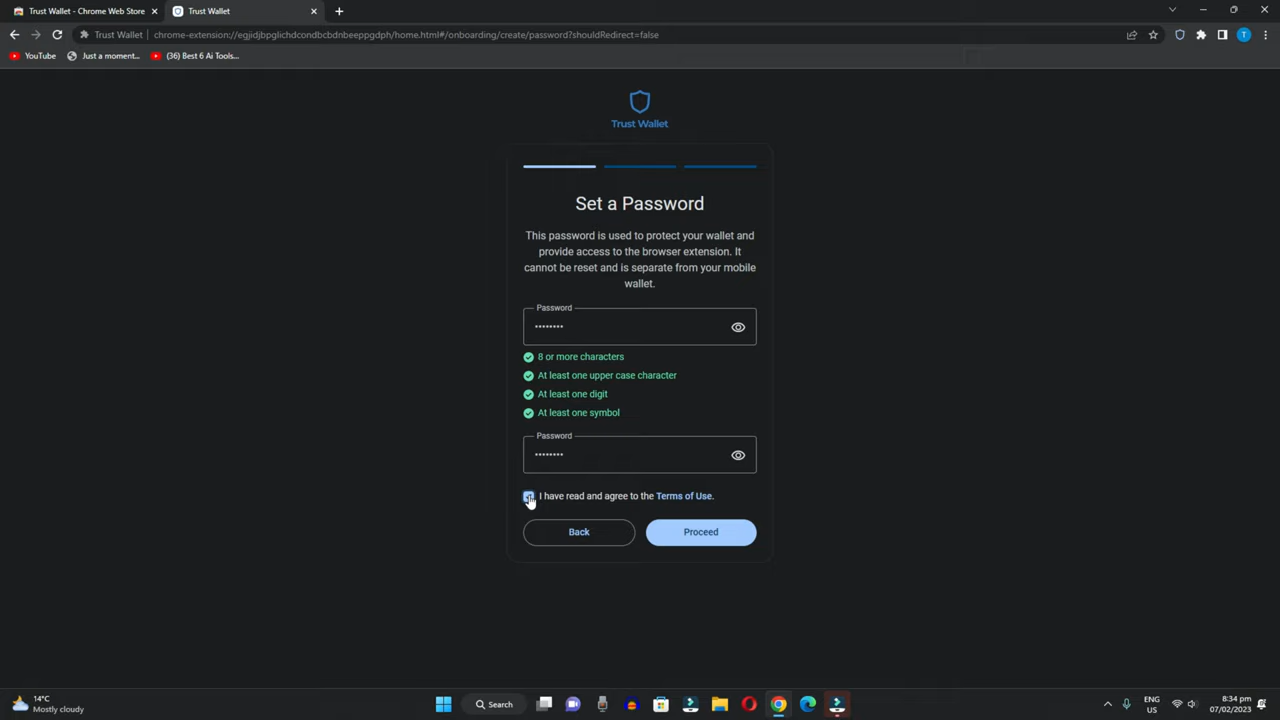 Trust Wallet - Chrome Web Store
Trust Wallet
Trust Wallet
chrome-extension://egjidjbpglichdcondbcbdnbeeppgdph/home.html#/onboarding/create/password?shouldRedirect=false
T
YouTube
Just a moment...
(36) Best 6 Ai Tools...
Trust Wallet
Set a Password
This password is used to protect your wallet and
provide access to the browser extension. It
cannot be reset and is separate from your mobile
wallet.
Password
••••••••
8 or more characters
At least one upper case character
At least one digit
At least one symbol
Password
••••••••
I have read and agree to the Terms of Use.
Back
Proceed
14°C
Mostly cloudy
Search
ENG
US
8:34 pm
07/02/2023